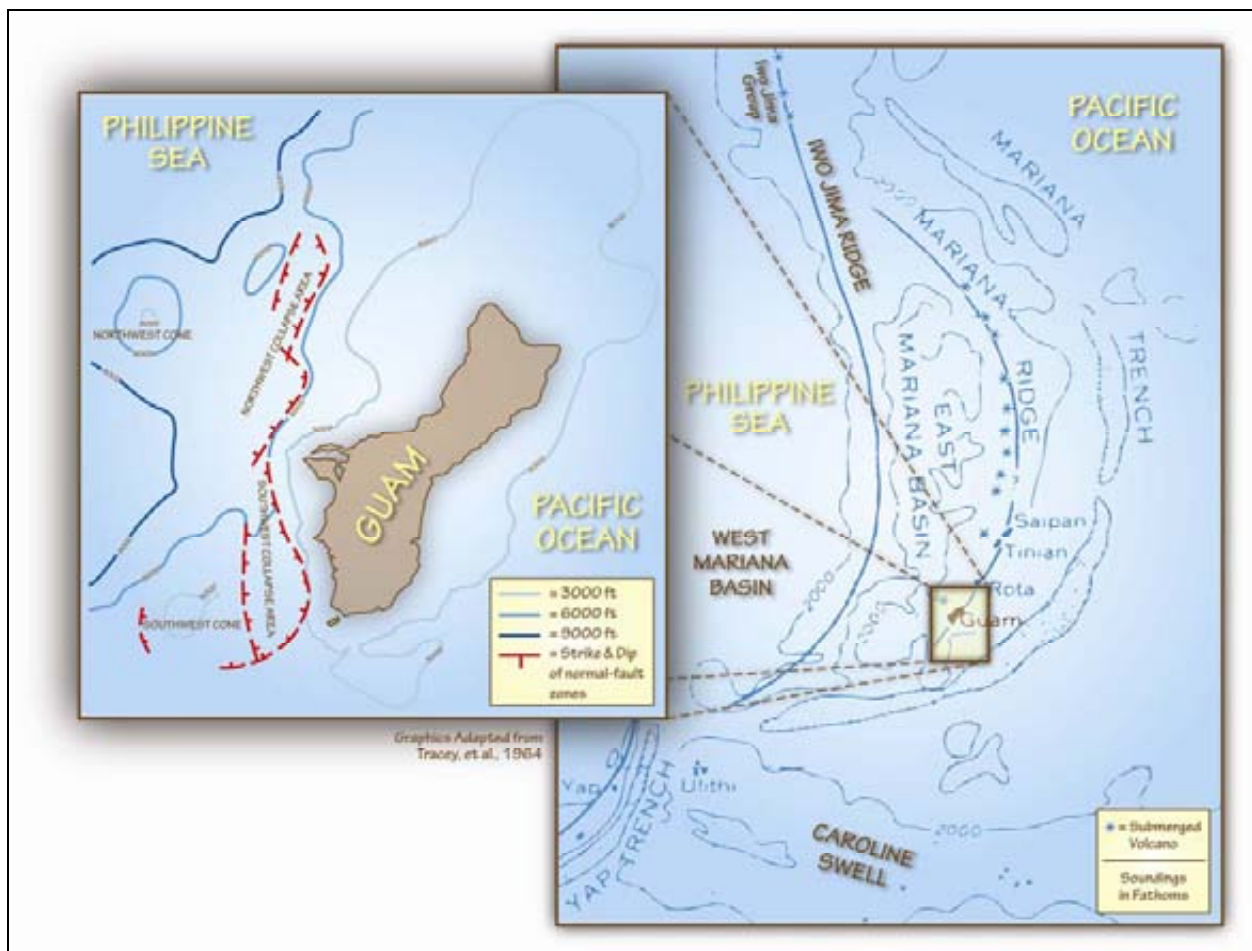 PHILIPPINE
SEA
NORTHWEST CONE
NORTHWEST COLLAPSE AREA
SOUTHWEST COLLAPSE AREA
SOUTHWEST CONE
GUAM
PACIFIC
OCEAN
= 3000 ft
= 6000 ft
= 9000 ft
= Strike & Dip
of normal-fault
zones
Graphics Adapted from
Tracey, et al., 1964
Iwo Jima
Group
IWO JIMA RIDGE
PACIFIC
OCEAN
MARIANA
TRENCH
MARIANA
RIDGE
2000
PHILIPPINE
SEA
EAST
MARIANA
BASIN
WEST
MARIANA
BASIN
2000
Saipan
Tinian
Rota
Guam
Yap
Ulithi
YAP TRENCH
CAROLINE
SWELL
2000
= Submerged
Volcano
Soundings
in Fathoms